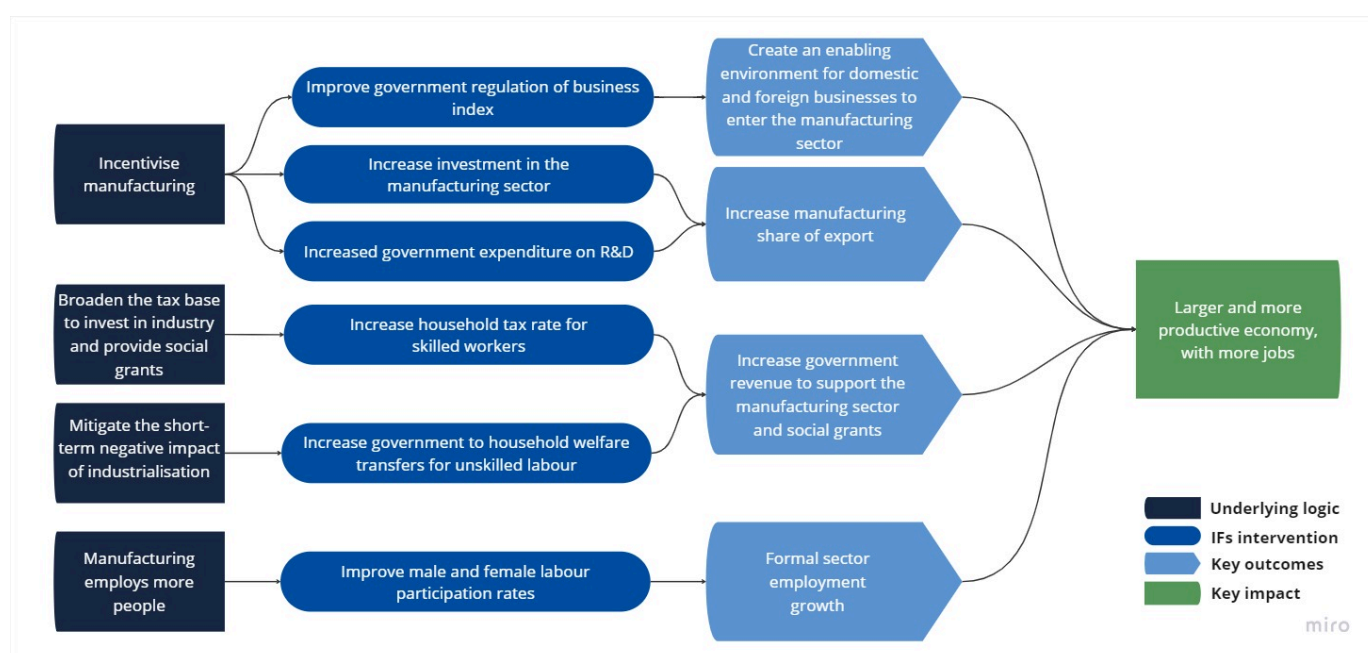 Incentivise
manufacturing
Improve government regulation of business
index
Increase investment in the
manufacturing sector
Increased government expenditure on R&D
Create an enabling
environment for domestic
and foreign businesses to
enter the manufacturing
sector
Increase manufacturing
share of export
Broaden the tax base
to invest in industry
and provide social
grants
Increase household tax rate for
skilled workers
Mitigate the short-
term negative impact
of industrialisation
Increase government to household welfare
transfers for unskilled labour
Increase government
revenue to support the
manufacturing sector
and social grants
Manufacturing
employs more
people
Improve male and female labour
participation rates
Formal sector
employment
growth
Larger and more
productive economy,
with more jobs
Underlying logic
IFs intervention
Key outcomes
Key impact
miro